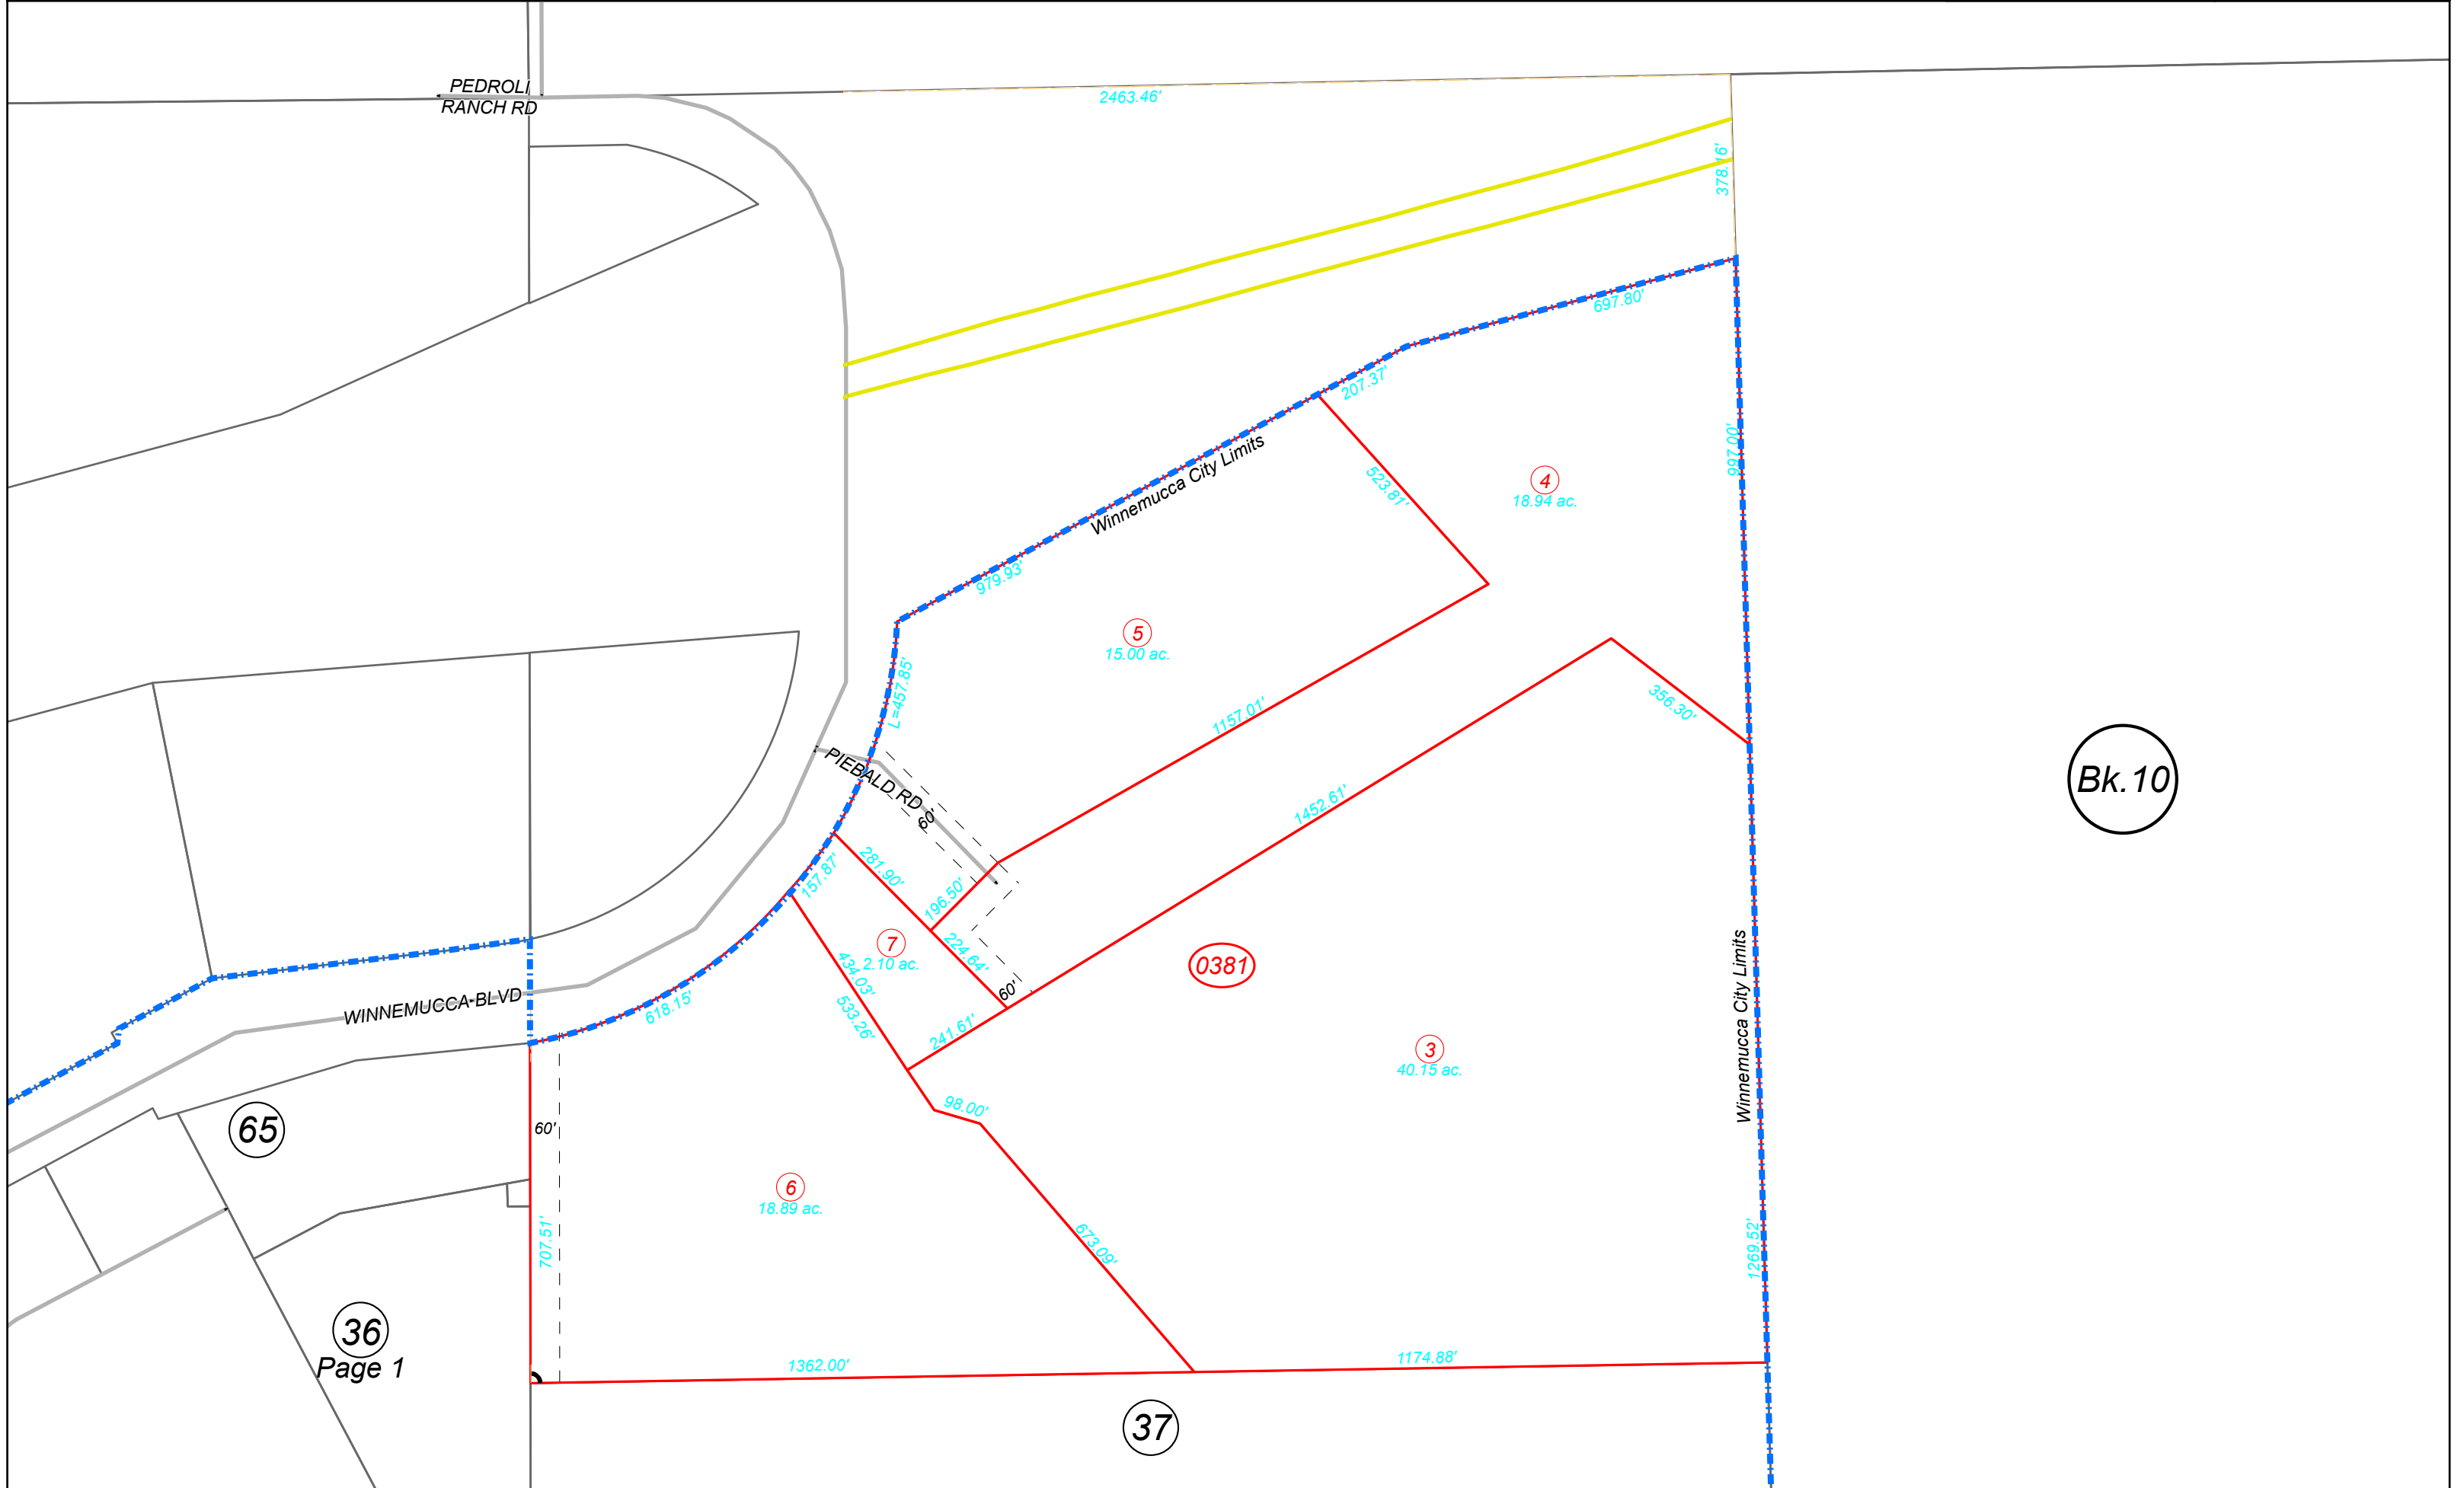 PEDROLI
RANCH RD
2463.46'
378.16'
697.80'
207.37'
Winnemucca City Limits
997.00'
523.81'
4
18.94 ac.
979.93'
5
15.00 ac.
L=457.85'
1157.01'
356.30'
PIEBALD RD
60'
Bk.10
1452.61'
157.87'
281.90'
196.50'
7
2.10 ac.
224.64'
434.03'
533.26'
0381
60'
241.61'
WINNEMUCCA BLVD
618.15'
Winnemucca City Limits
3
40.15 ac.
98.00'
65
60'
6
18.89 ac.
707.51'
673.09'
1269.52'
36
Page 1
1362.00'
1174.88'
37